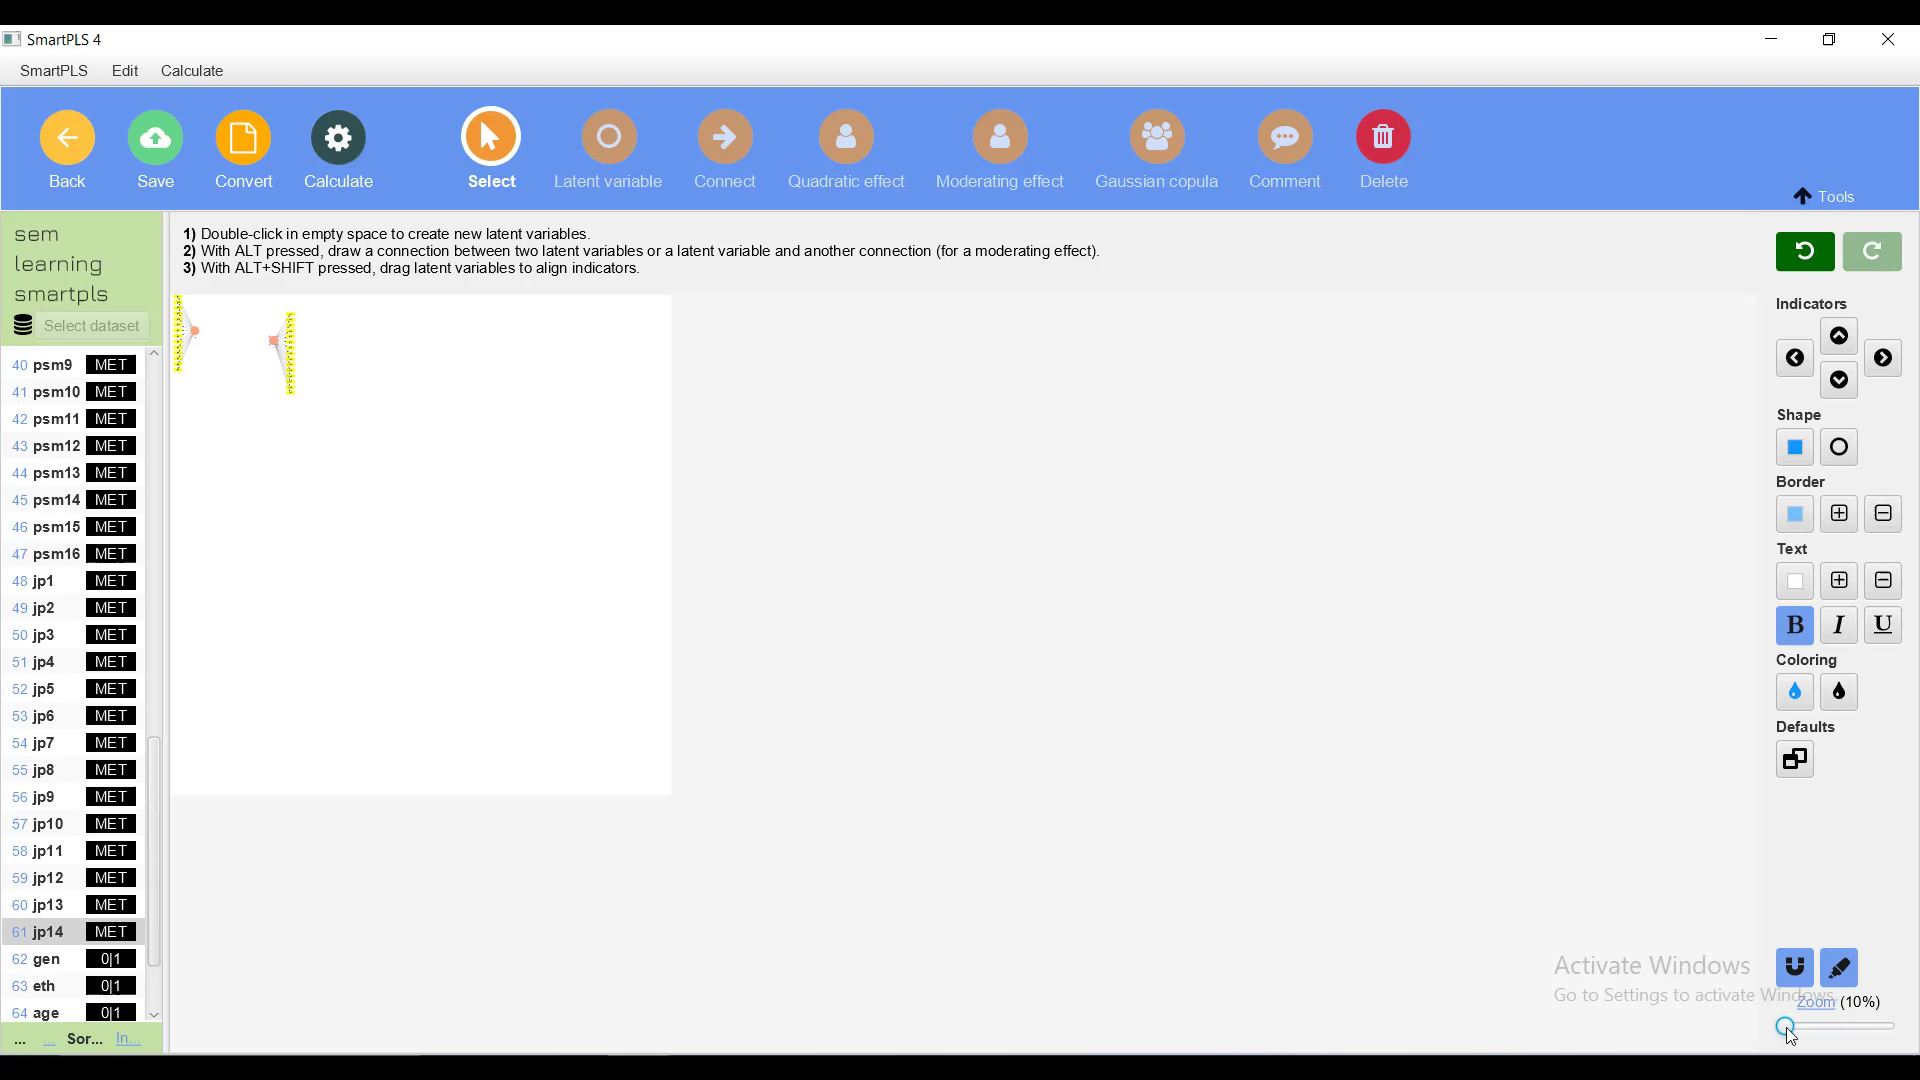 SmartPLS 4
SmartPLS Edit Calculate
Back Save Convert Calculate Select Latent variable Connect Quadratic effect Moderating effect Gaussian copula Comment Delete
Tools
sem
learning
smartpls
Select dataset
1) Double-click in empty space to create new latent variables.
2) With ALT pressed, draw a connection between two latent variables or a latent variable and another connection (for a moderating effect).
3) With ALT+SHIFT pressed, drag latent variables to align indicators.
40 psm9 MET
41 psm10 MET
42 psm11 MET
43 psm12 MET
44 psm13 MET
45 psm14 MET
46 psm15 MET
47 psm16 MET
48 jp1 MET
49 jp2 MET
50 jp3 MET
51 jp4 MET
52 jp5 MET
53 jp6 MET
54 jp7 MET
55 jp8 MET
56 jp9 MET
57 jp10 MET
58 jp11 MET
59 jp12 MET
60 jp13 MET
61 jp14 MET
62 gen 0|1
63 eth 0|1
64 age 0|1
... ... Sor... In...
Indicators
Shape
Border
Text
B I U
Coloring
Defaults
Activate Windows
Go to Settings to activate Windows.
Zoom (10%)